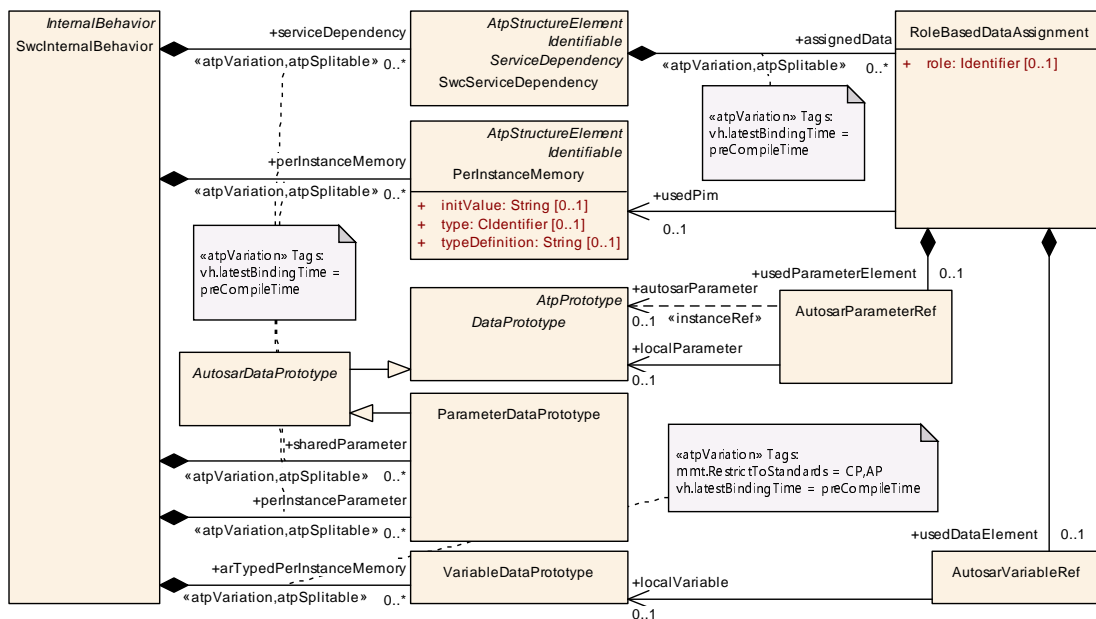 InternalBehavior
SwcInternalBehavior
+serviceDependency
«atpVariation,atpSplitable» 0..*
AtpStructureElement
Identifiable
ServiceDependency
SwcServiceDependency
+assignedData
«atpVariation,atpSplitable» 0..*
RoleBasedDataAssignment
+ role: Identifier [0..1]
«atpVariation» Tags:
vh.latestBindingTime =
preCompileTime
+perInstanceMemory
«atpVariation,atpSplitable» 0..*
AtpStructureElement
Identifiable
PerInstanceMemory
+ initValue: String [0..1]
+ type: CIdentifier [0..1]
+ typeDefinition: String [0..1]
+usedPim
0..1
«atpVariation» Tags:
vh.latestBindingTime =
preCompileTime
+usedParameterElement 0..1
AtpPrototype
DataPrototype
+autosarParameter
0..1 «instanceRef»
+localParameter
0..1
AutosarParameterRef
AutosarDataPrototype
ParameterDataPrototype
+sharedParameter
«atpVariation,atpSplitable» 0..*
+perInstanceParameter
«atpVariation,atpSplitable» 0..*
«atpVariation» Tags:
mmt.RestrictToStandards = CP,AP
vh.latestBindingTime = preCompileTime
+usedDataElement 0..1
+arTypedPerInstanceMemory
«atpVariation,atpSplitable» 0..*
VariableDataPrototype
+localVariable
0..1
AutosarVariableRef